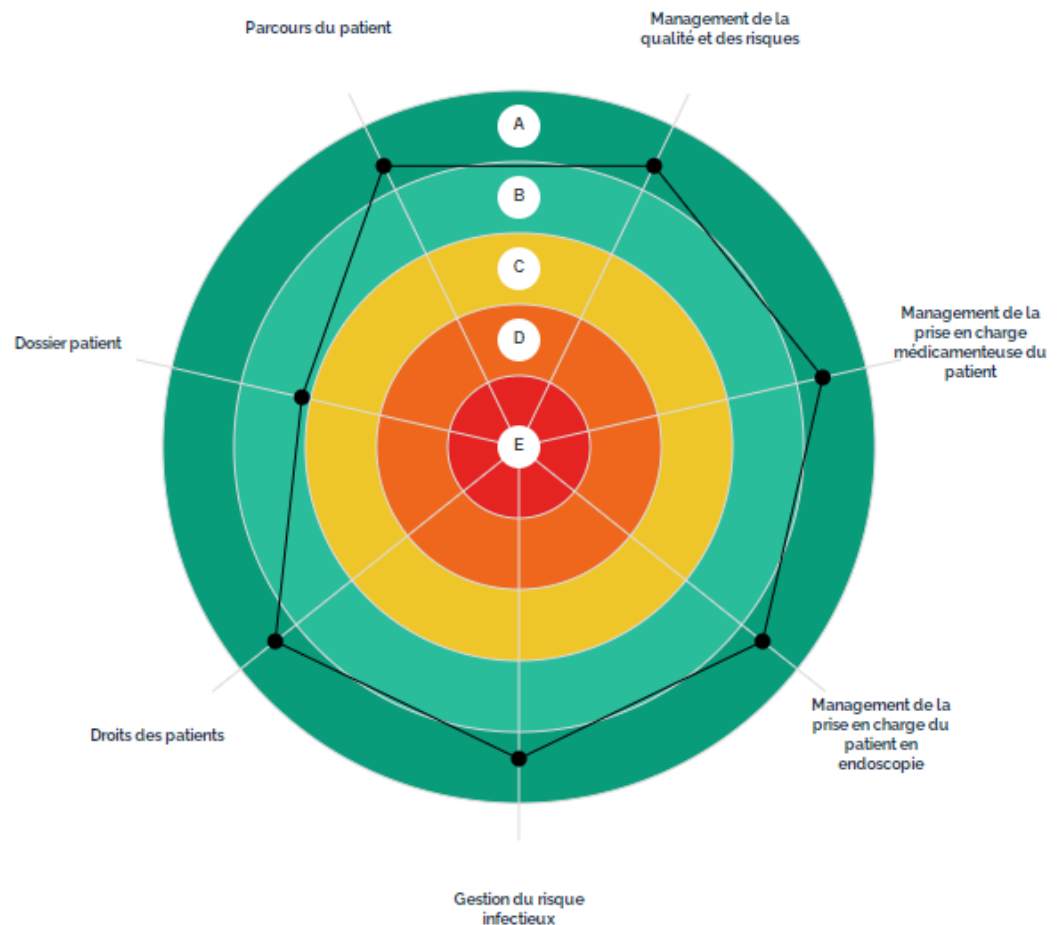 Parcours du patient
Management de la
qualité et des risques
A
B
C
D
E
Management de la
prise en charge
médicamenteuse du
patient
Dossier patient
Management de la
prise en charge du
patient en
endoscopie
Droits des patients
Gestion du risque
infectieux